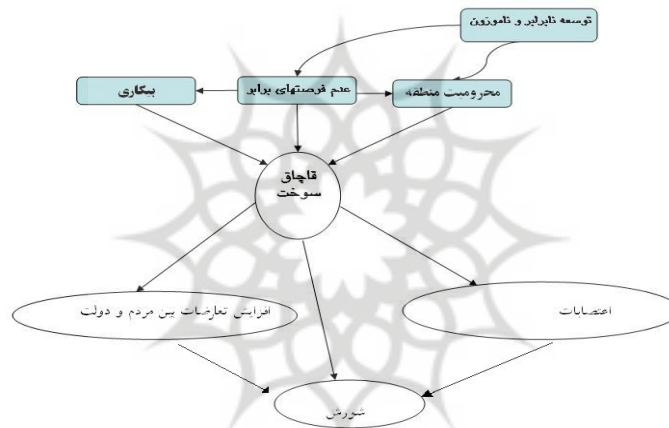 توسعه نابرابر و ناموزون
محرومیت منطقه
عدم فرصتهای برابر
بیکاری
قاچاق
سوخت
افزایش تعارضات بین مردم و دولت
اعتصابات
شورش